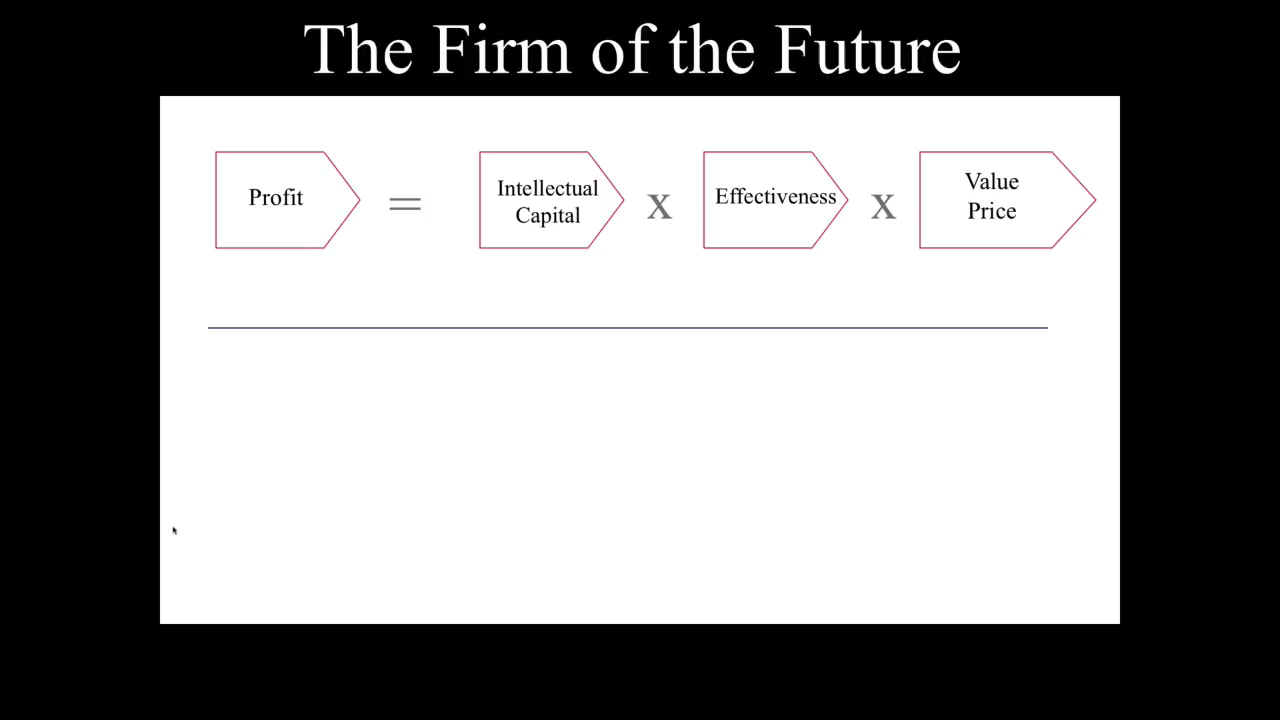 The Firm of the Future
Profit
=
Intellectual
Capital
x
Effectiveness
x
Value
Price